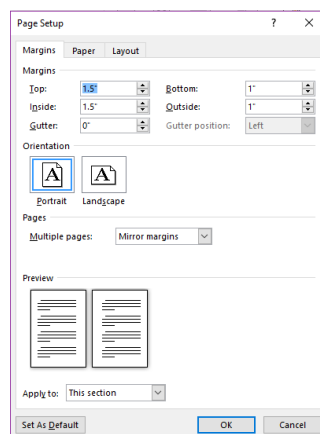 Page Setup ? ×
Margins Paper Layout
Margins
Top: 1.5" Bottom: 1"
Inside: 1.5" Outside: 1"
Gutter: 0" Gutter position: Left
Orientation
A A
Portrait Landscape
Pages
Multiple pages: Mirror margins
Preview
Apply to: This section
Set As Default OK Cancel